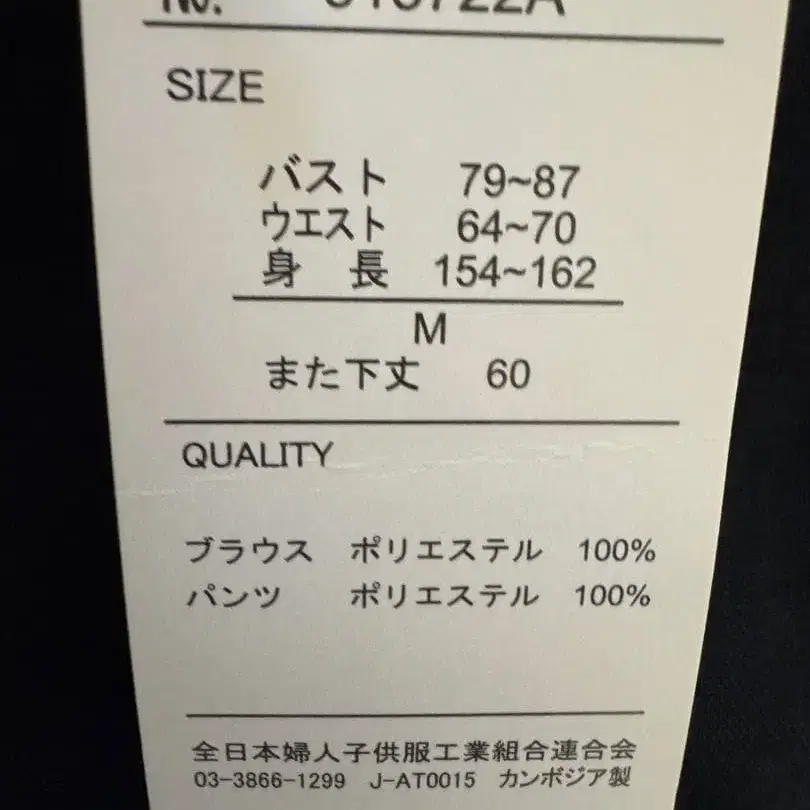 No.
SIZE
バスト 79~87
ウエスト 64~70
身 長 154~162
M
また下丈 60
QUALITY
ブラウス ポリエステル 100%
パンツ ポリエステル 100%
全日本婦人子供服工業組合連合会
03-3866-1299 J-AT0015 カンボジア製